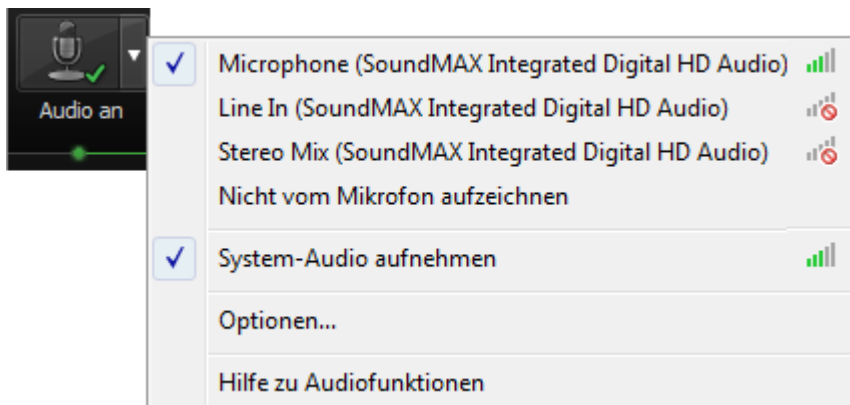 Audio an
Microphone (SoundMAX Integrated Digital HD Audio)
Line In (SoundMAX Integrated Digital HD Audio)
Stereo Mix (SoundMAX Integrated Digital HD Audio)
Nicht vom Mikrofon aufzeichnen
System-Audio aufnehmen
Optionen...
Hilfe zu Audiofunktionen